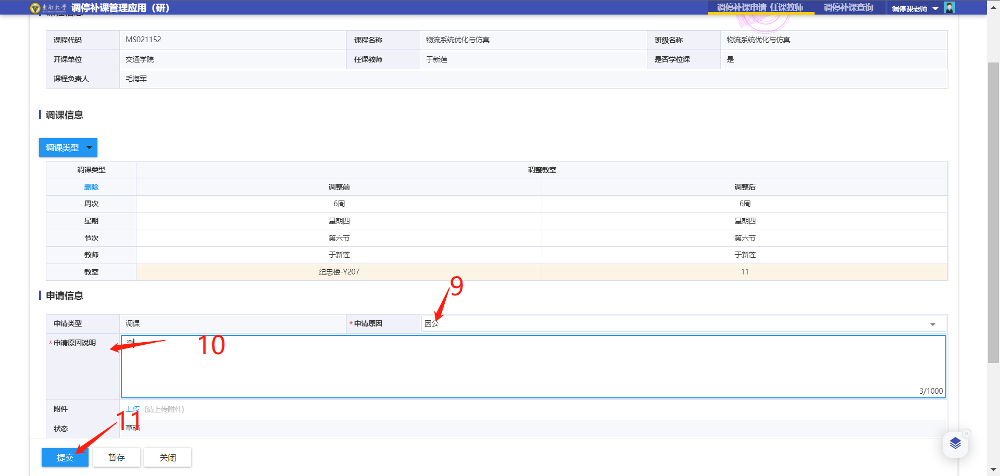 東南大學 调停补课管理应用（研） 调停补课申请 任课教师 调停补课查询 调停课老师
课程信息
课程代码 MS021152 课程名称 物流系统优化与仿真 班级名称 物流系统优化与仿真
开课单位 交通学院 任课教师 于新莲 是否学位课 是
课程负责人 毛海军
调课信息
调课类型
调课类型 调整教室
删除 调整前 调整后
周次 6周 6周
星期 星期四 星期四
节次 第六节 第六节
教师 于新莲 于新莲
教室 纪忠楼-Y207 11
9
申请信息
申请类型 调课 *申请原因 因公
*申请原因说明 测 10
3/1000
附件 上传 (请上传附件)
11
状态 草稿
提交 暂存 关闭